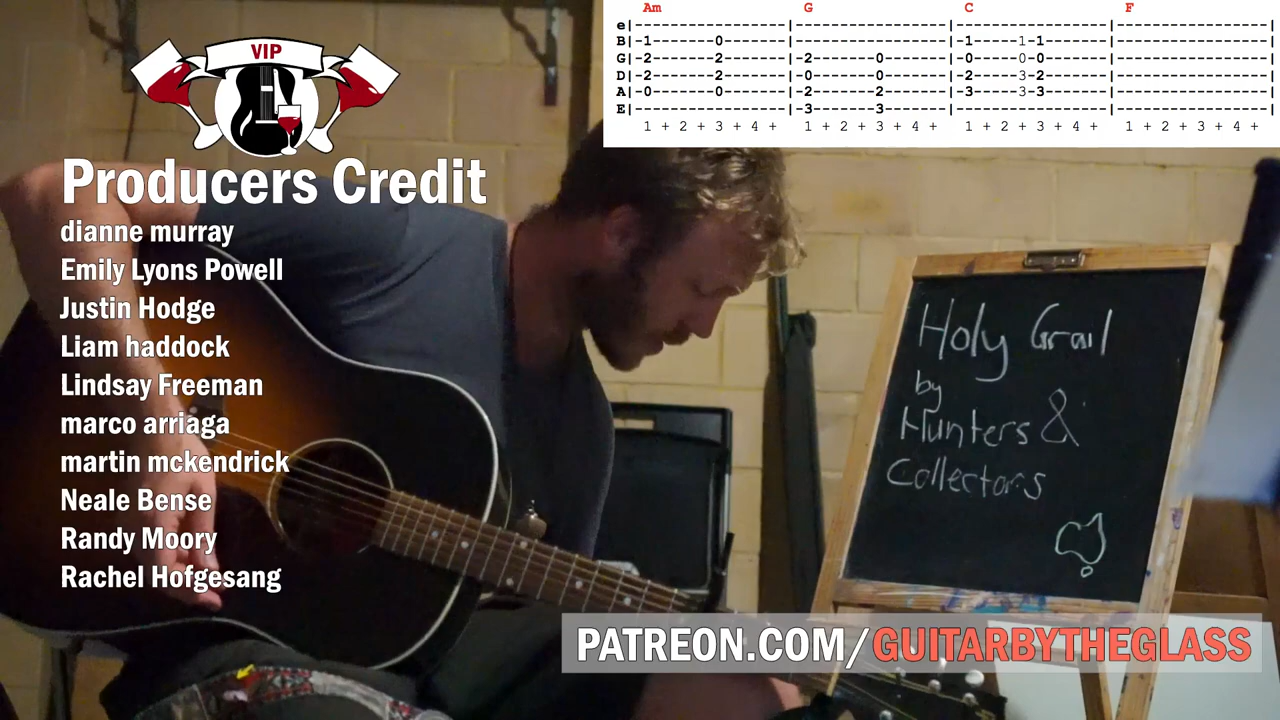 Am G C F
e|----------------|----------------|----------------|----------------|
B|-1-------0-------|----------------|-1-----1-1-------|----------------|
G|-2-------2-------|-2-------0-------|-0-----0-0-------|----------------|
D|-2-------2-------|-0-------0-------|-2-----3-2-------|----------------|
A|-0-------0-------|-2-------2-------|-3-----3-3-------|----------------|
E|----------------|-3-------3-------|----------------|----------------|
1 + 2 + 3 + 4 + 1 + 2 + 3 + 4 + 1 + 2 + 3 + 4 + 1 + 2 + 3 + 4 +
VIP
Producers Credit
dianne murray
Emily Lyons Powell
Justin Hodge
Liam haddock
Lindsay Freeman
marco arriaga
martin mckendrick
Neale Bense
Randy Moory
Rachel Hofgesang
Holy Grail
by
Hunters &
Collectors
PATREON.COM/GUITARBYTHEGLASS